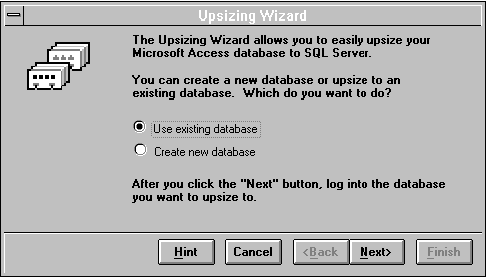 Upsizing Wizard
The Upsizing Wizard allows you to easily upsize your
Microsoft Access database to SQL Server.
You can create a new database or upsize to an
existing database.  Which do you want to do?
Use existing database
Create new database
After you click the "Next" button, log into the database
you want to upsize to.
Hint Cancel <Back Next> Finish